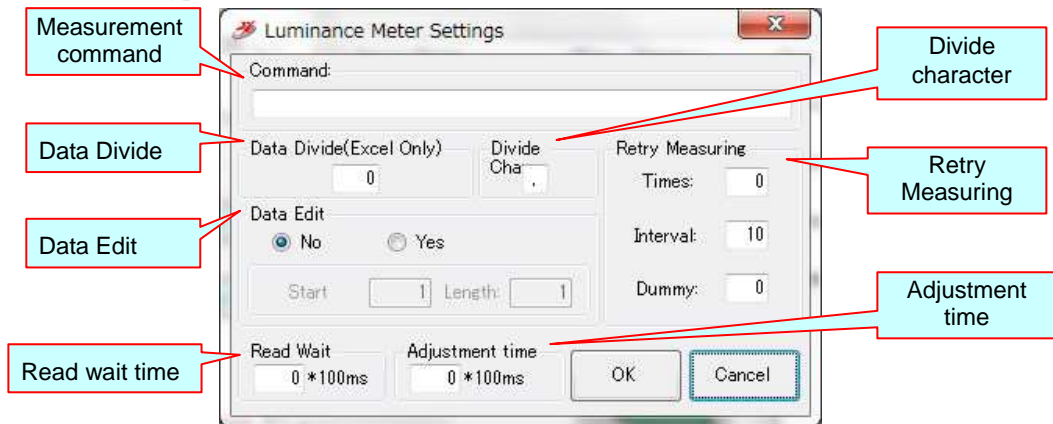 Measurement
command
Luminance Meter Settings
X
Divide
character
Command:
Data Divide
Data Divide(Excel Only)
0
Divide
Cha
,
Retry Measuring
Times: 0
Retry
Measuring
Data Edit
Data Edit
No Yes
Interval: 10
Start 1 Length: 1
Dummy: 0
Adjustment
time
Read wait time
Read Wait
0 *100ms
Adjustment time
0 *100ms
OK
Cancel